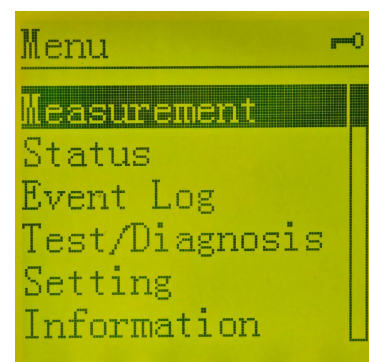 Menu
Measurement
Status
Event Log
Test/Diagnosis
Setting
Information